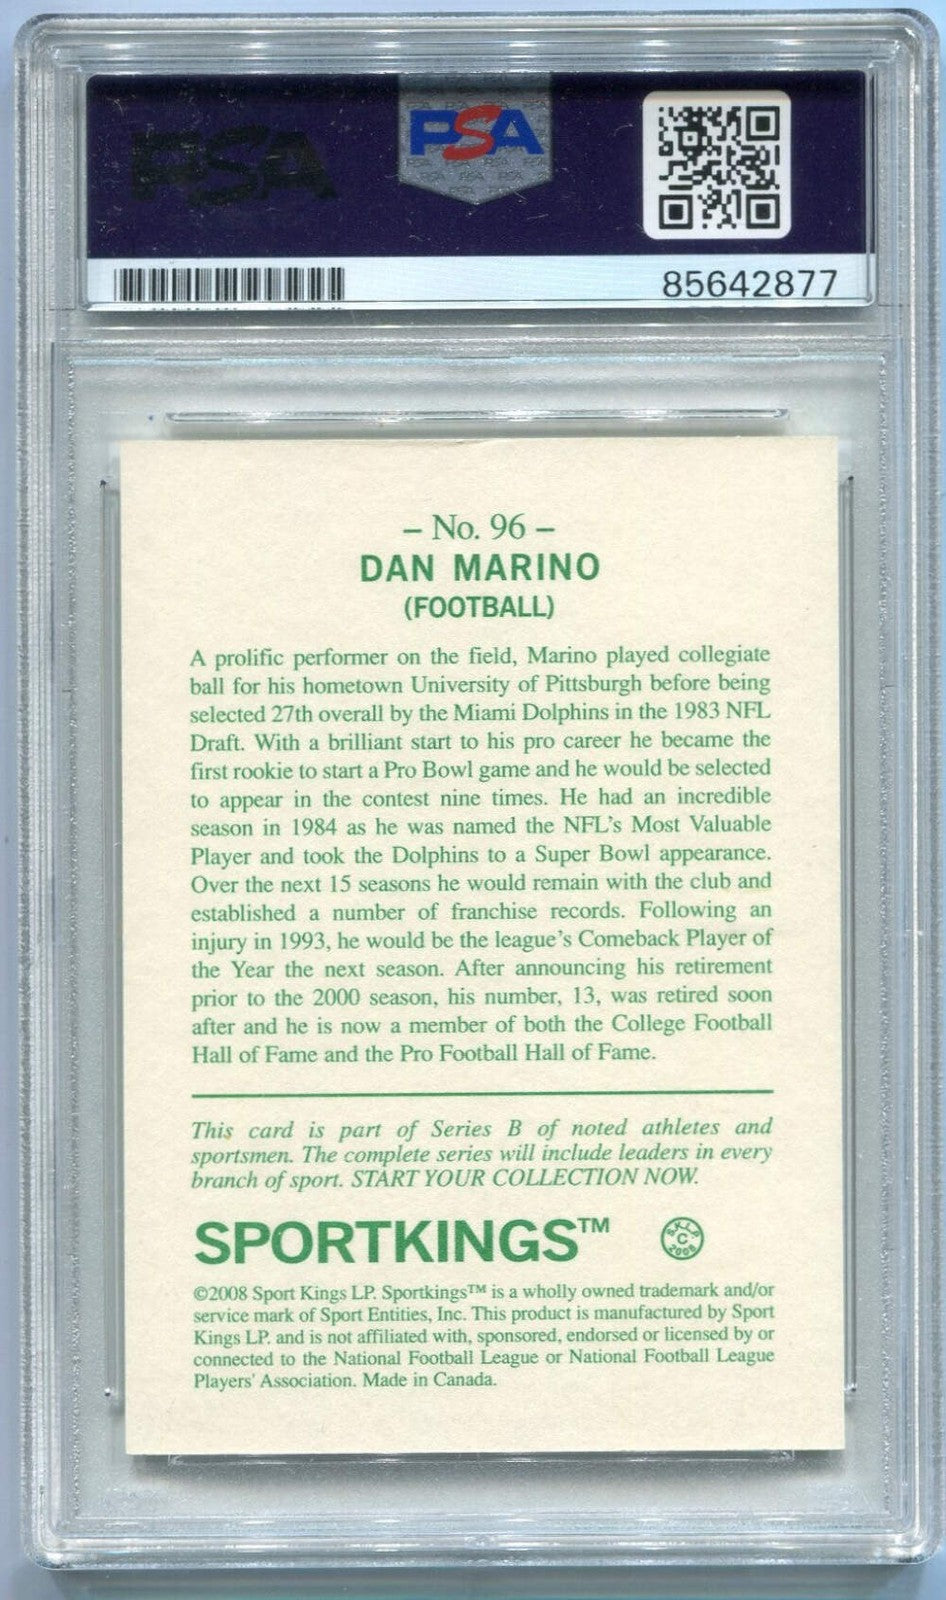 PSA
PSA
85642877
– No. 96 –
DAN MARINO
(FOOTBALL)
A prolific performer on the field, Marino played collegiate
ball for his hometown University of Pittsburgh before being
selected 27th overall by the Miami Dolphins in the 1983 NFL
Draft. With a brilliant start to his pro career he became the
first rookie to start a Pro Bowl game and he would be selected
to appear in the contest nine times. He had an incredible
season in 1984 as he was named the NFL's Most Valuable
Player and took the Dolphins to a Super Bowl appearance.
Over the next 15 seasons he would remain with the club and
established a number of franchise records. Following an
injury in 1993, he would be the league's Comeback Player of
the Year the next season. After announcing his retirement
prior to the 2000 season, his number, 13, was retired soon
after and he is now a member of both the College Football
Hall of Fame and the Pro Football Hall of Fame.
This card is part of Series B of noted athletes and
sportsmen. The complete series will include leaders in every
branch of sport. START YOUR COLLECTION NOW.
SPORTKINGS™
S.K.L.P. C 2008
©2008 Sport Kings LP. Sportkings™ is a wholly owned trademark and/or
service mark of Sport Entities, Inc. This product is manufactured by Sport
Kings LP. and is not affiliated with, sponsored, endorsed or licensed by or
connected to the National Football League or National Football League
Players' Association. Made in Canada.